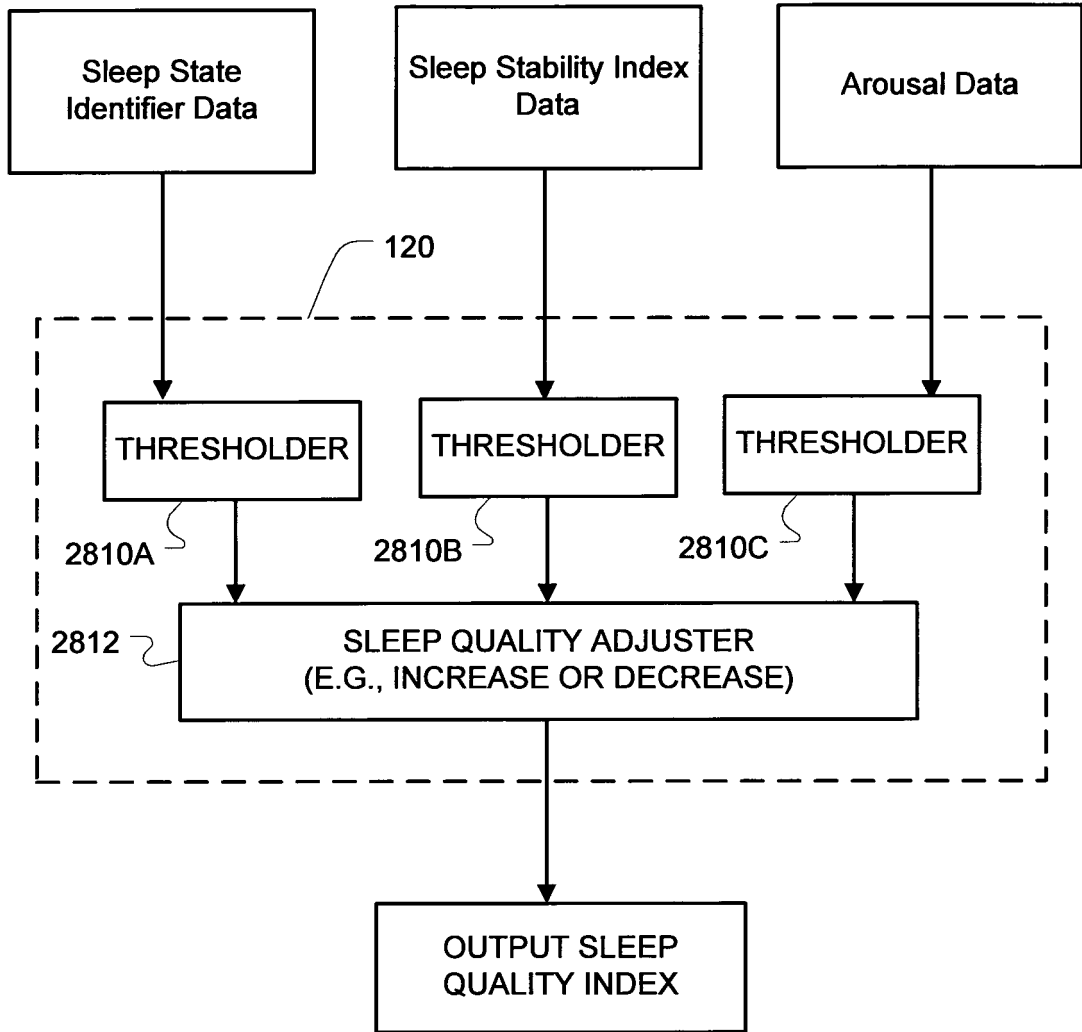 Sleep State
Identifier Data
Sleep Stability Index
Data
Arousal Data
120
THRESHOLDER
THRESHOLDER
THRESHOLDER
2810A
2810B
2810C
2812
SLEEP QUALITY ADJUSTER
(E.G., INCREASE OR DECREASE)
OUTPUT SLEEP
QUALITY INDEX